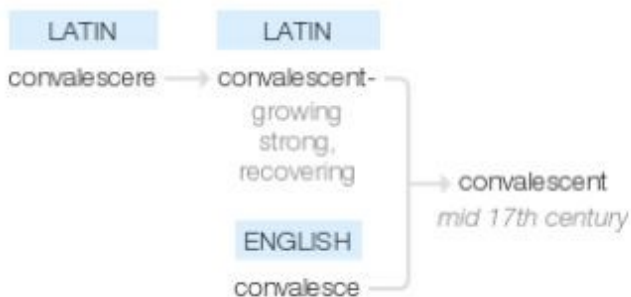 LATIN
LATIN
convalescere
convalescent-
growing
strong,
recovering
convalescent
mid 17th century
ENGLISH
convalesce